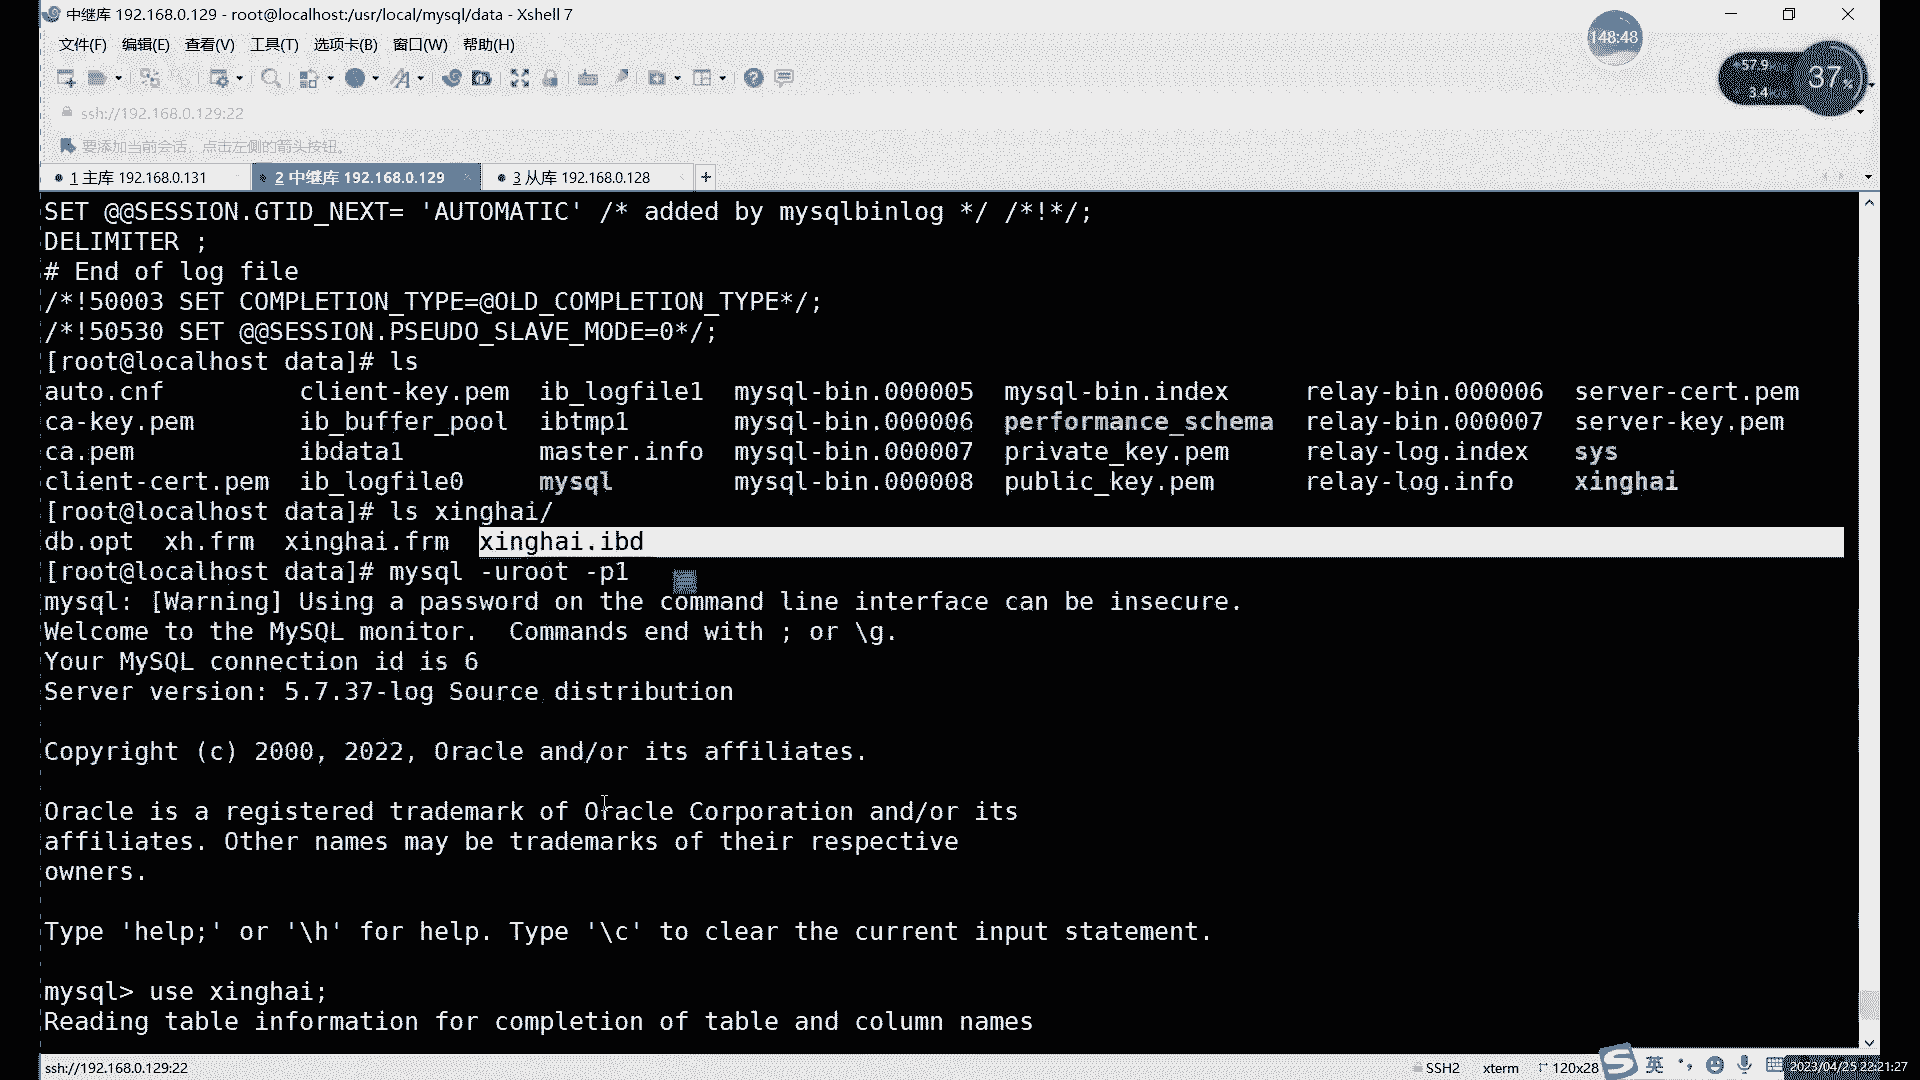 中继库 192.168.0.129 - root@localhost:/usr/local/mysql/data - Xshell 7
148:48
文件(F) 编辑(E) 查看(V) 工具(T) 选项卡(B) 窗口(W) 帮助(H)
57.9
37%
3.4
ssh://192.168.0.129:22
要添加当前会话，点击左侧的箭头按钮。
1 主库 192.168.0.131 2 中继库 192.168.0.129 3 从库 192.168.0.128
SET @@SESSION.GTID_NEXT= 'AUTOMATIC' /* added by mysqlbinlog */ /*!*/;
DELIMITER ;
# End of log file
/*!50003 SET COMPLETION_TYPE=@OLD_COMPLETION_TYPE*/;
/*!50530 SET @@SESSION.PSEUDO_SLAVE_MODE=0*/;
[root@localhost data]# ls
auto.cnf client-key.pem ib_logfile1 mysql-bin.000005 mysql-bin.index relay-bin.000006 server-cert.pem
ca-key.pem ib_buffer_pool ibtmp1 mysql-bin.000006 performance_schema relay-bin.000007 server-key.pem
ca.pem ibdata1 master.info mysql-bin.000007 private_key.pem relay-log.index sys
client-cert.pem ib_logfile0 mysql mysql-bin.000008 public_key.pem relay-log.info xinghai
[root@localhost data]# ls xinghai/
db.opt xh.frm xinghai.frm xinghai.ibd
[root@localhost data]# mysql -uroot -p1
mysql: [Warning] Using a password on the command line interface can be insecure.
Welcome to the MySQL monitor. Commands end with ; or \g.
Your MySQL connection id is 6
Server version: 5.7.37-log Source distribution
Copyright (c) 2000, 2022, Oracle and/or its affiliates.
Oracle is a registered trademark of Oracle Corporation and/or its
affiliates. Other names may be trademarks of their respective
owners.
Type 'help;' or '\h' for help. Type '\c' to clear the current input statement.
mysql> use xinghai;
Reading table information for completion of table and column names
ssh://192.168.0.129:22 SSH2 xterm 120x28 英 2023/04/25 22:21:27